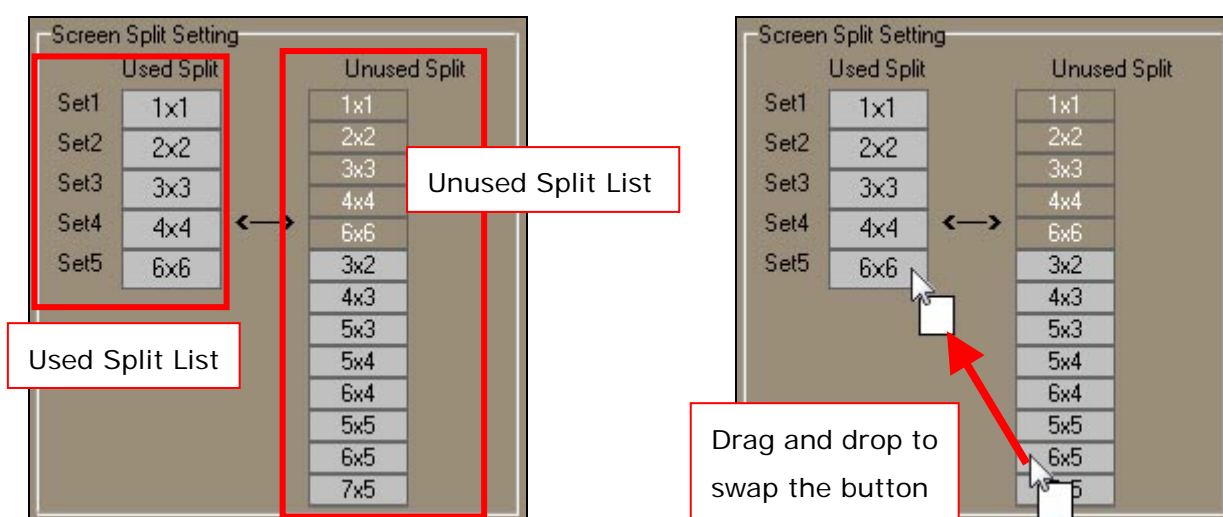 Screen Split Setting
Used Split
Unused Split
Set1
1x1
1x1
Set2
2x2
2x2
Set3
3x3
3x3
Set4
4x4
4x4
Set5
6x6
6x6
3x2
4x3
5x3
5x4
6x4
5x5
6x5
7x5
Unused Split List
Used Split List
Screen Split Setting
Used Split
Unused Split
Set1
1x1
1x1
Set2
2x2
2x2
Set3
3x3
3x3
Set4
4x4
4x4
Set5
6x6
6x6
3x2
4x3
5x3
5x4
6x4
5x5
6x5
Drag and drop to
swap the button